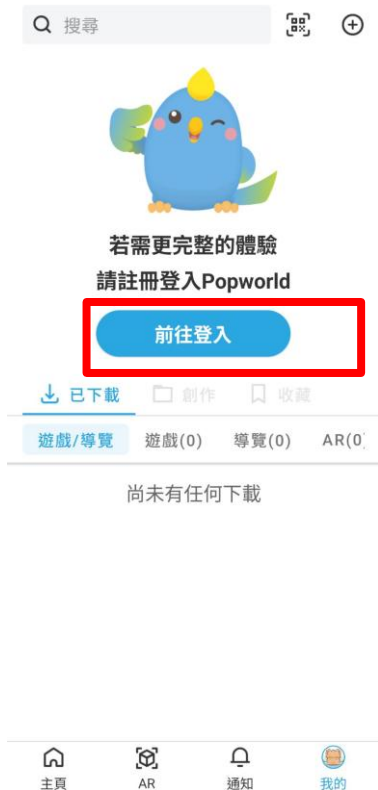 搜尋
若需更完整的體驗
請註冊登入Popworld
前往登入
已下載 創作 收藏
遊戲/導覽 遊戲(0) 導覽(0) AR(0
尚未有任何下載
主頁 AR 通知 我的